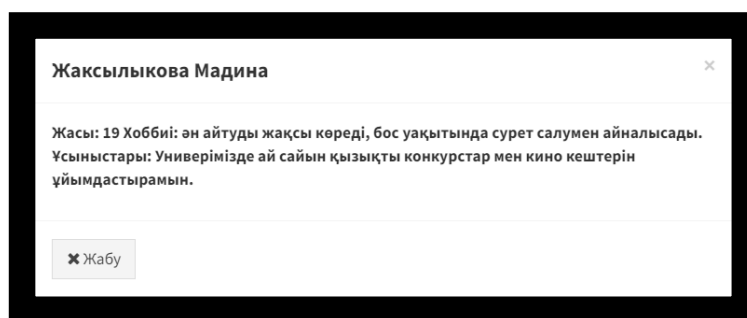 Жаксылыкова Мадина
×
Жасы: 19 Хоббиі: ән айтуды жақсы көреді, бос уақытында сурет салумен айналысады.
Ұсыныстары: Универімізде ай сайын қызықты конкурстар мен кино кештерін
ұйымдастырамын.
✖ Жабу